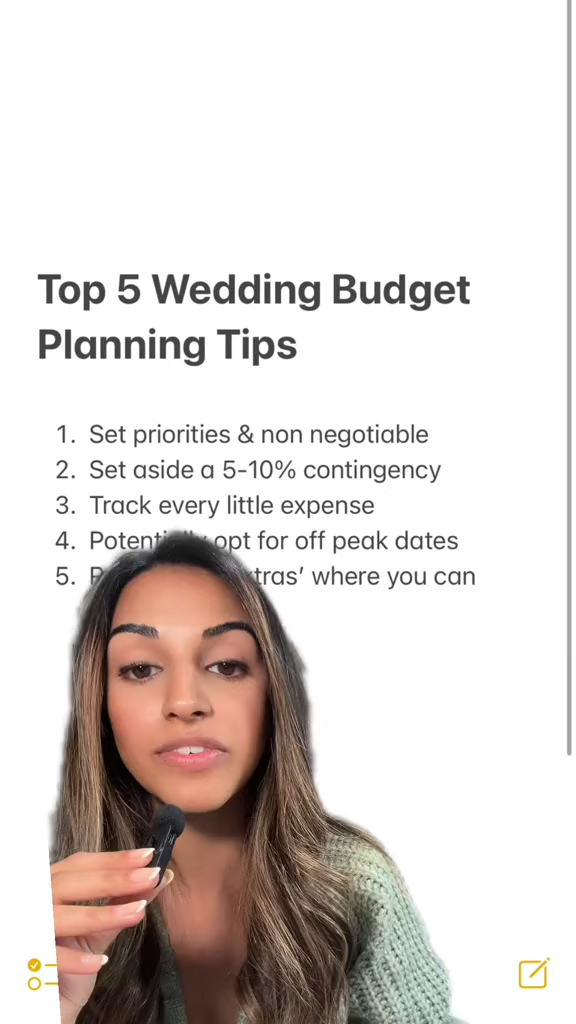 Top 5 Wedding Budget
Planning Tips
1. Set priorities & non negotiable
2. Set aside a 5-10% contingency
3. Track every little expense
4. opt for off peak dates
5. where you can